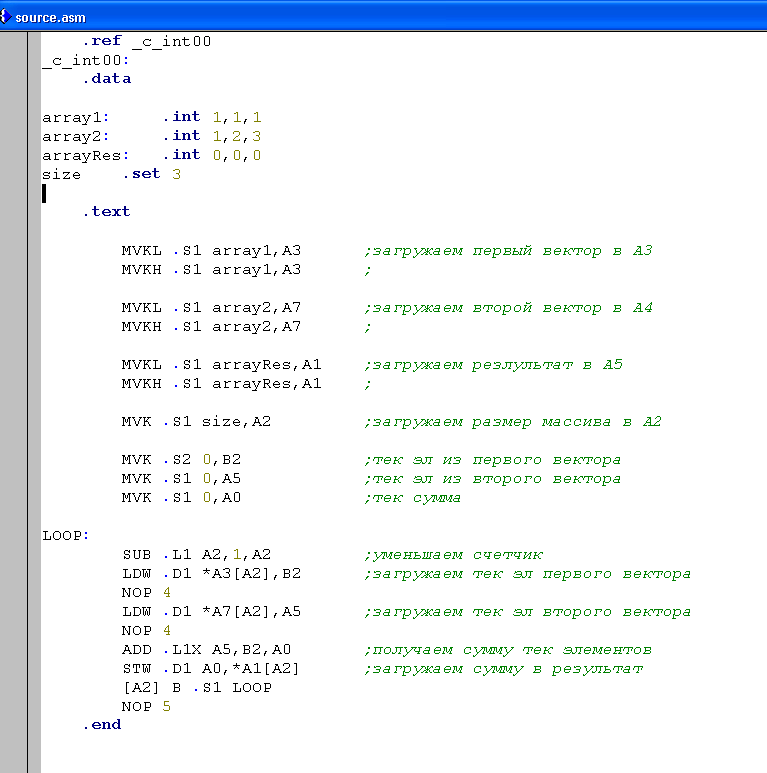 source.asm
.ref _c_int00
_c_int00:
.data
array1: .int 1,1,1
array2: .int 1,2,3
arrayRes: .int 0,0,0
size .set 3
.text
MVKL .S1 array1,A3 ;загружаем первый вектор в A3
MVKH .S1 array1,A3 ;
MVKL .S1 array2,A7 ;загружаем второй вектор в A4
MVKH .S1 array2,A7 ;
MVKL .S1 arrayRes,A1 ;загружаем резлультат в A5
MVKH .S1 arrayRes,A1 ;
MVK .S1 size,A2 ;загружаем размер массива в A2
MVK .S2 0,B2 ;тек эл из первого вектора
MVK .S1 0,A5 ;тек эл из второго вектора
MVK .S1 0,A0 ;тек сумма
LOOP:
SUB .L1 A2,1,A2 ;уменьшаем счетчик
LDW .D1 *A3[A2],B2 ;загружаем тек эл первого вектора
NOP 4
LDW .D1 *A7[A2],A5 ;загружаем тек эл второго вектора
NOP 4
ADD .L1X A5,B2,A0 ;получаем сумму тек элементов
STW .D1 A0,*A1[A2] ;загружаем сумму в результат
[A2] B .S1 LOOP
NOP 5
.end